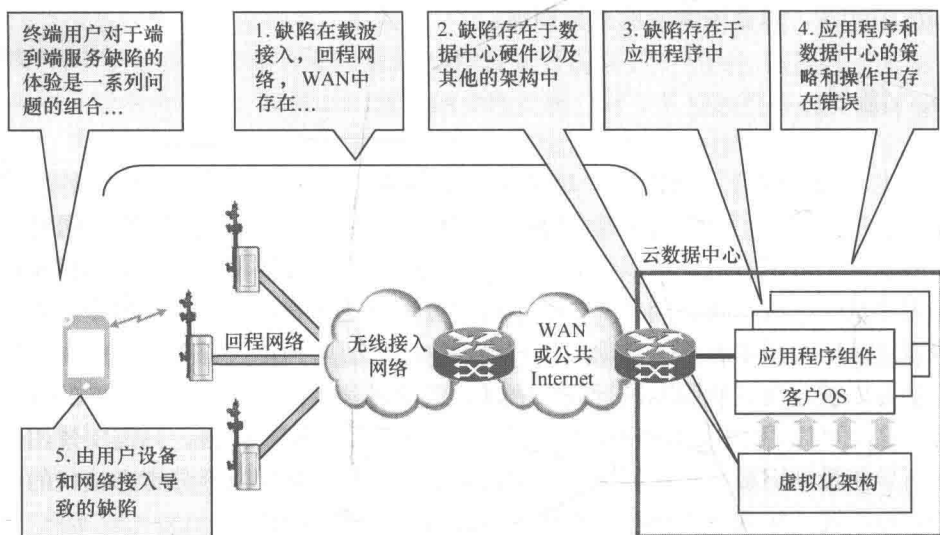 终端用户对于端
到端服务缺陷的
体验是一系列问
题的组合…
1. 缺陷在载波
接入，回程网
络，WAN中
存在…
2. 缺陷存在于数
据中心硬件以及
其他的架构中
3. 缺陷存在于
应用程序中
4. 应用程序和
数据中心的策
略和操作中存
在错误
云数据中心
回程网络
无线接入
网络
WAN
或公共
Internet
应用程序组件
客户OS
虚拟化架构
5. 由用户设备
和网络接入导
致的缺陷